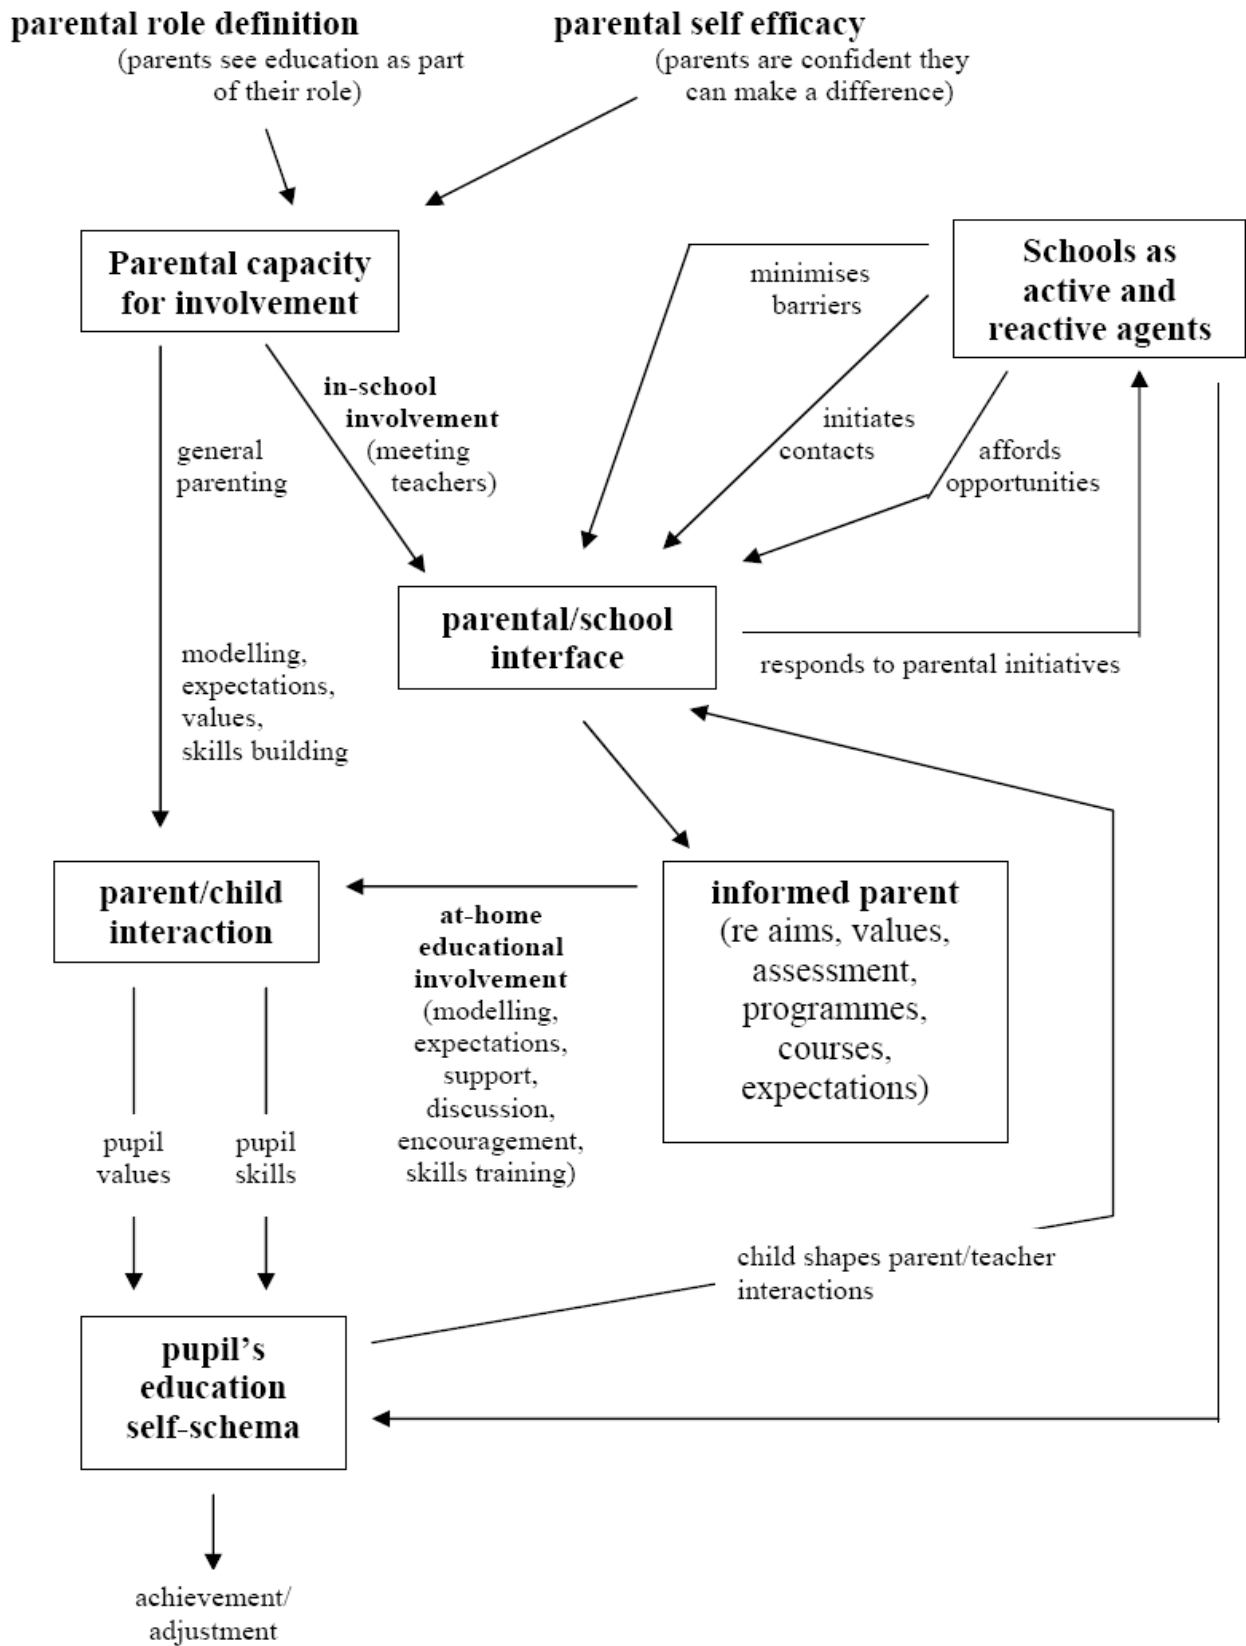 parental role definition
(parents see education as part
of their role)
parental self efficacy
(parents are confident they
can make a difference)
Parental capacity
for involvement
Schools as
active and
reactive agents
minimises
barriers
in-school
involvement
(meeting
teachers)
initiates
contacts
affords
opportunities
general
parenting
parental/school
interface
responds to parental initiatives
modelling,
expectations,
values,
skills building
parent/child
interaction
at-home
educational
involvement
(modelling,
expectations,
support,
discussion,
encouragement,
skills training)
informed parent
(re aims, values,
assessment,
programmes,
courses,
expectations)
pupil
values
pupil
skills
child shapes parent/teacher
interactions
pupil’s
education
self-schema
achievement/
adjustment